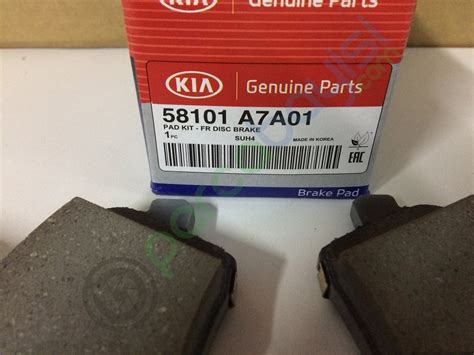 KIA Genuine Parts
KIA Genuine Parts
58101 A7A01
PAD KIT - FR DISC BRAKE
1PC SUH4 MADE IN KOREA
EAC
Brake Pad
KIA